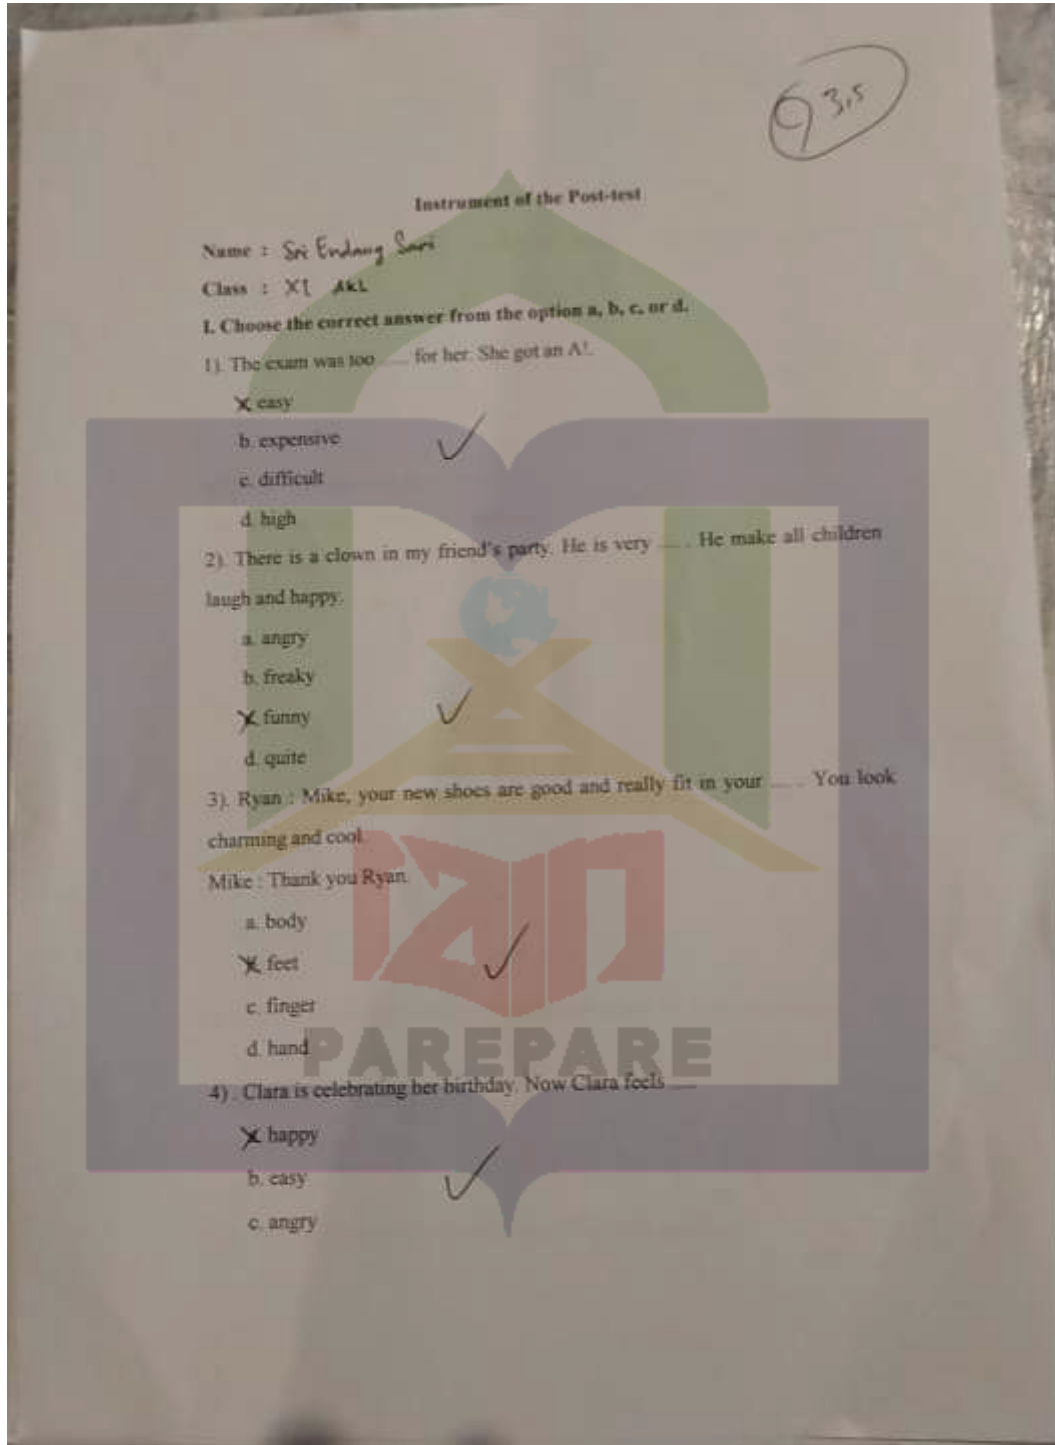 93,5
Instrument of the Post-test
Name : Sri Endang Sari
Class : XI AKL
I. Choose the correct answer from the option a, b, c, or d.
1). The exam was too .... for her. She got an A!.
easy
b. expensive
c. difficult
d. high
2). There is a clown in my friend's party. He is very .... . He make all children
laugh and happy.
a. angry
b. freaky
funny
d. quite
3). Ryan : Mike, your new shoes are good and really fit in your .... . You look
charming and cool.
Mike : Thank you Ryan.
a. body
feet
c. finger
d. hand
PAREPARE
4) . Clara is celebrating her birthday. Now Clara feels ....
happy
b. easy
c. angry